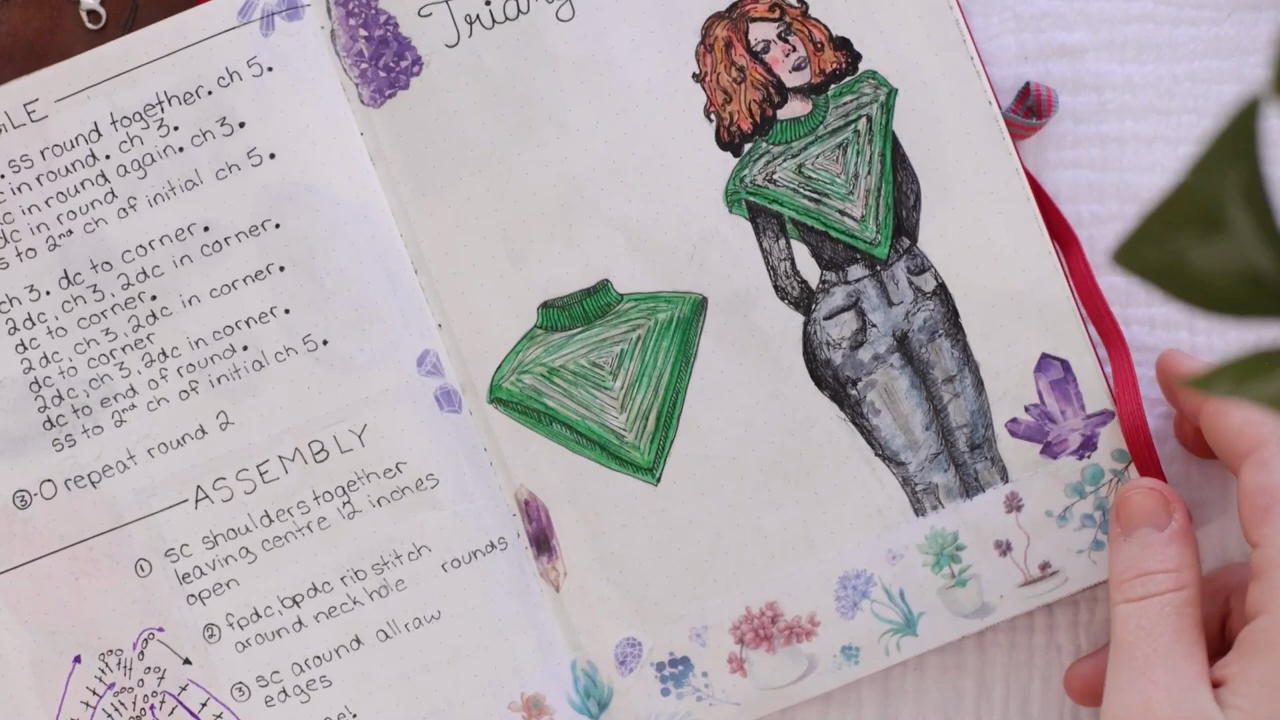 ss round together. ch 5.
in round. ch 3.
in round again. ch 3.
in round
to 2nd ch of initial ch 5.
ch 3. dc to corner.
2dc, ch 3, 2dc in corner.
dc to corner.
2dc, ch 3, 2dc in corner.
dc to corner
2dc, ch 3, 2dc in corner.
dc to end of round.
ss to 2nd ch of initial ch 5.
③-O repeat round 2
ASSEMBLY
① sc shoulders together
leaving centre 12 inches
open
② fpdc/bpdc rib stitch
around neck hole rounds
③ sc around all raw
edges